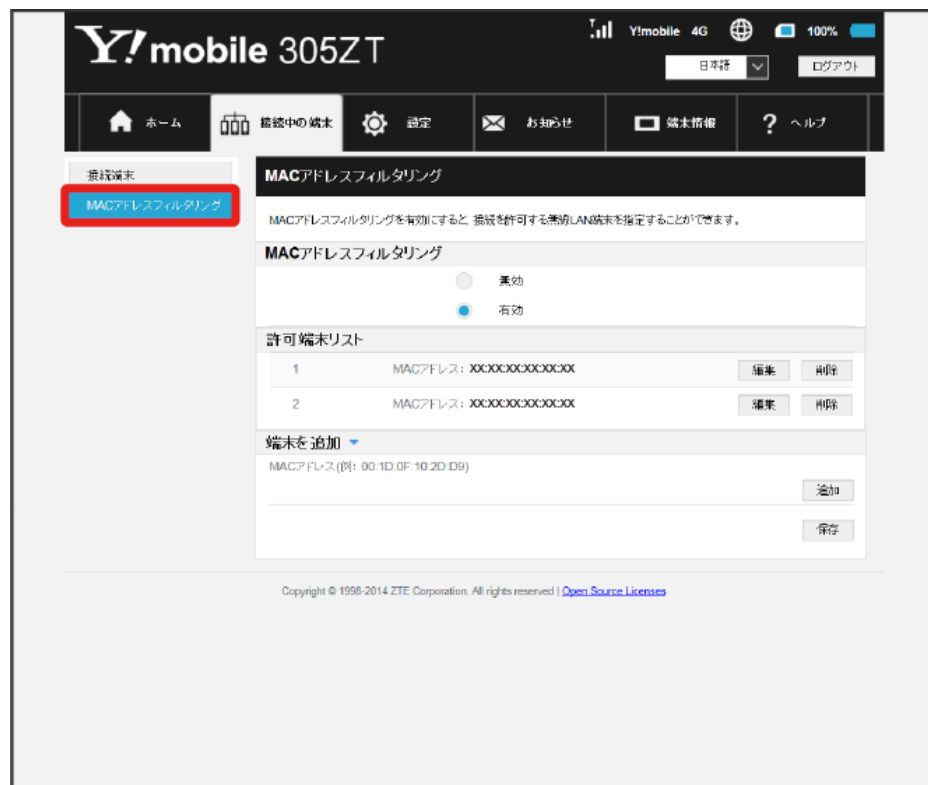 Y!mobile 305ZT
Y!mobile 4G 100%
日本語 ログアウト
ホーム 接続中の端末 設定 お知らせ 端末情報 ? ヘルプ
接続端末
MACアドレスフィルタリング
MACアドレスフィルタリング
MACアドレスフィルタリングを有効にすると、接続を許可する無線LAN端末を指定することができます。
MACアドレスフィルタリング
無効
有効
許可端末リスト
1 MACアドレス: XX:XX:XX:XX:XX:XX 編集 削除
2 MACアドレス: XX:XX:XX:XX:XX:XX 編集 削除
端末を追加
MACアドレス(例: 00:1D:0F:10:2D:D9)
追加
保存
Copyright © 1998-2014 ZTE Corporation. All rights reserved | Open Source Licenses